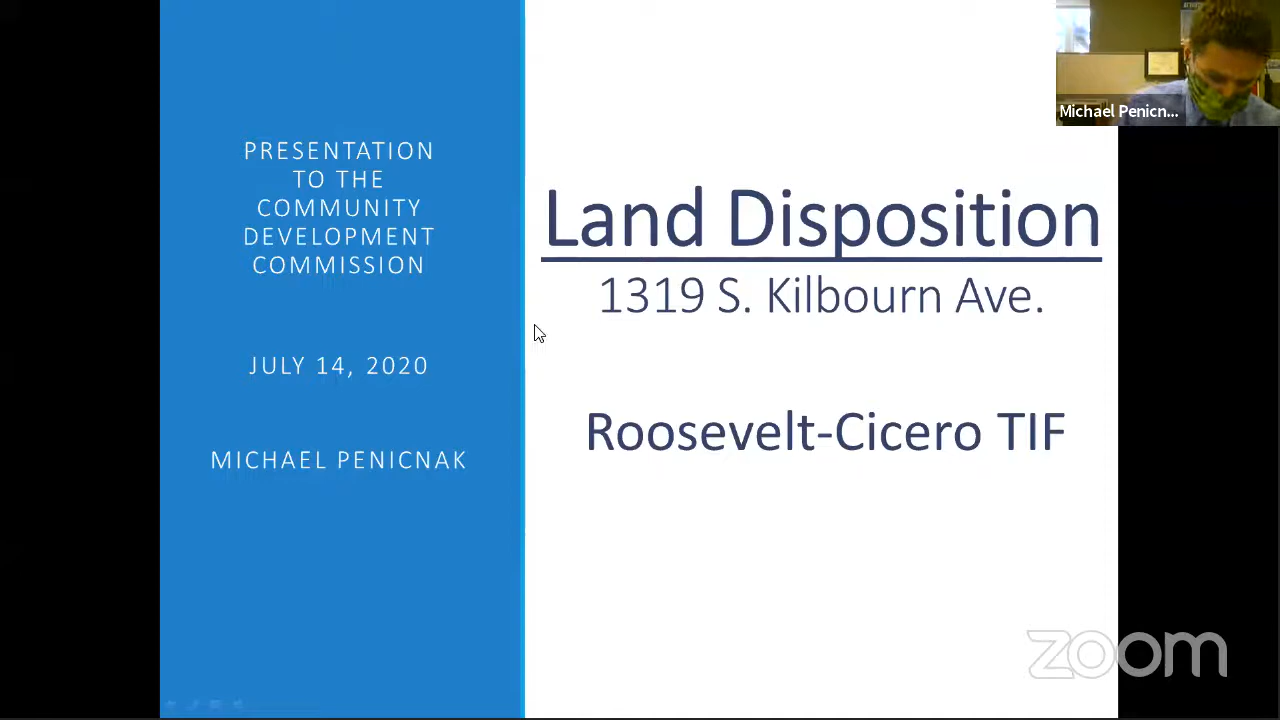 PRESENTATION
TO THE
COMMUNITY
DEVELOPMENT
COMMISSION
JULY 14, 2020
MICHAEL PENICNAK
Land Disposition
1319 S. Kilbourn Ave.
Roosevelt-Cicero TIF
Michael Penicn...
zoom